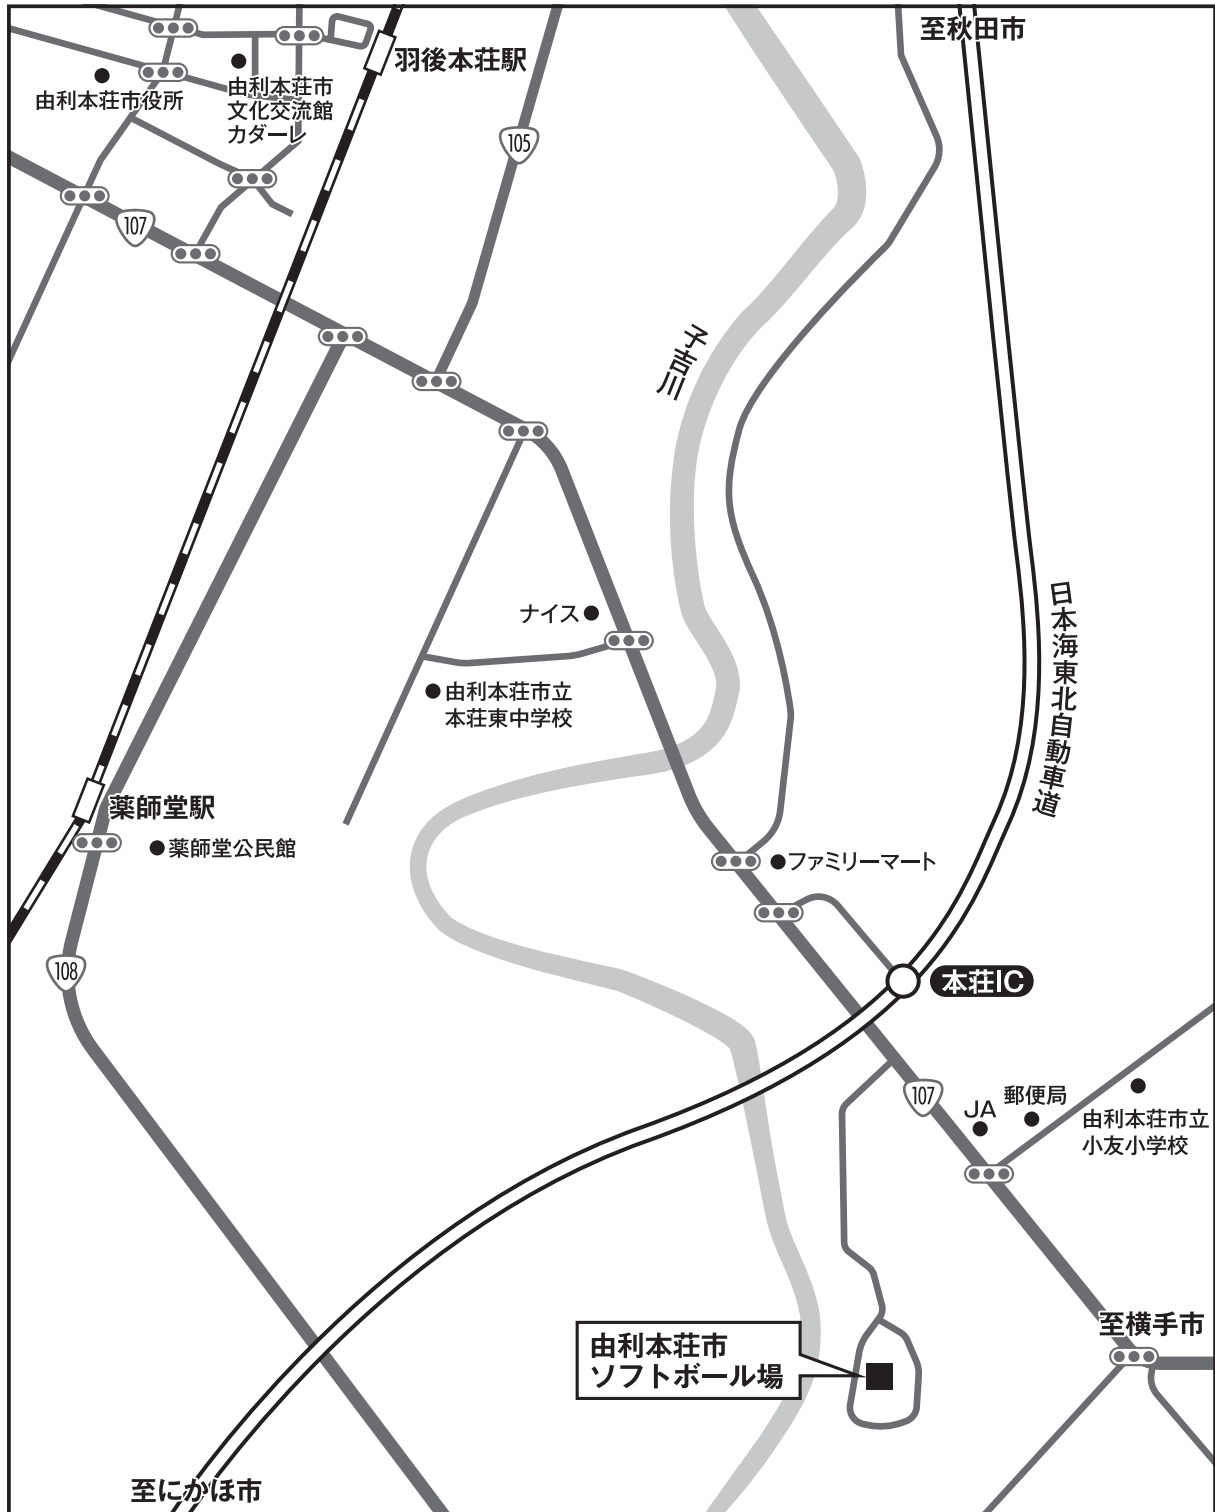 至秋田市
羽後本荘駅
由利本荘市役所
由利本荘市
文化交流館
カダーレ
105
107
子吉川
ナイス
日本海東北自動車道
由利本荘市立
本荘東中学校
薬師堂駅
薬師堂公民館
ファミリーマート
108
本荘IC
107
JA
郵便局
由利本荘市立
小友小学校
至横手市
由利本荘市
ソフトボール場
至にかほ市